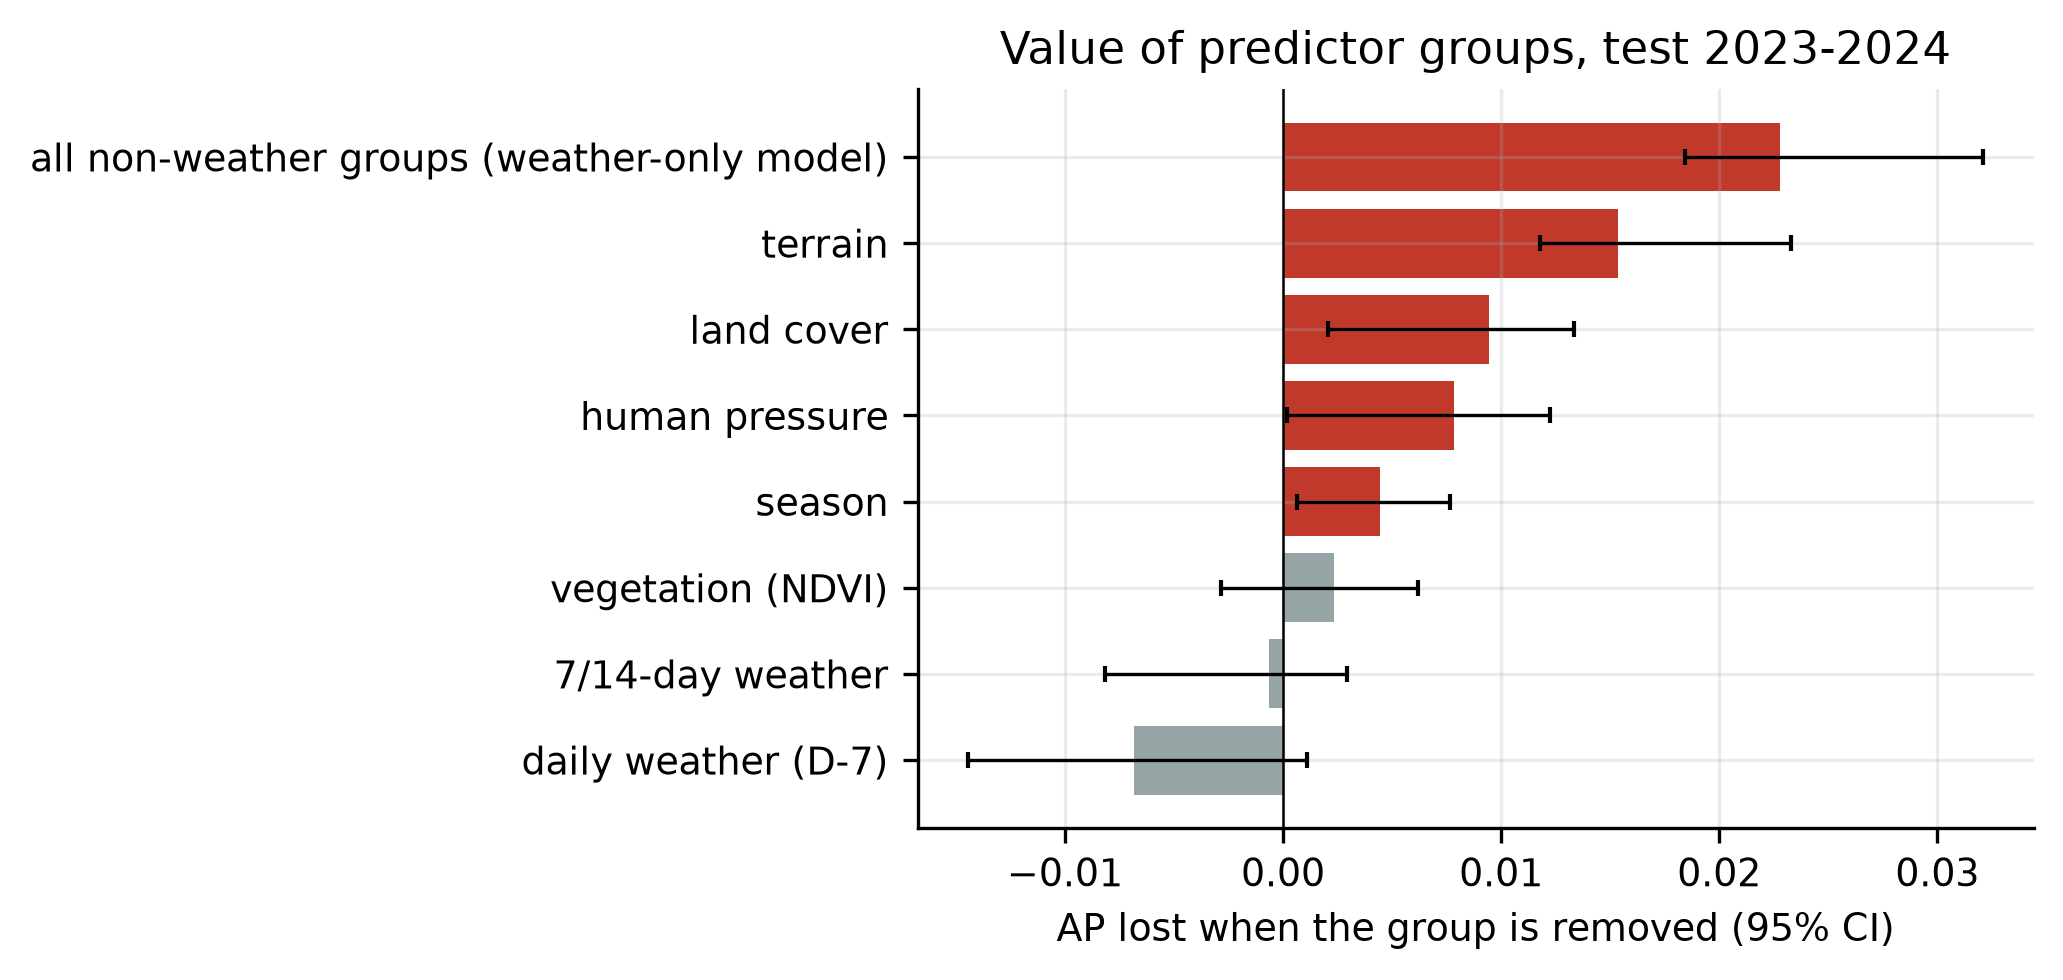 Value of predictor groups, test 2023-2024
all non-weather groups (weather-only model)
terrain
land cover
human pressure
season
vegetation (NDVI)
7/14-day weather
daily weather (D-7)
−0.01 0.00 0.01 0.02 0.03
AP lost when the group is removed (95% CI)